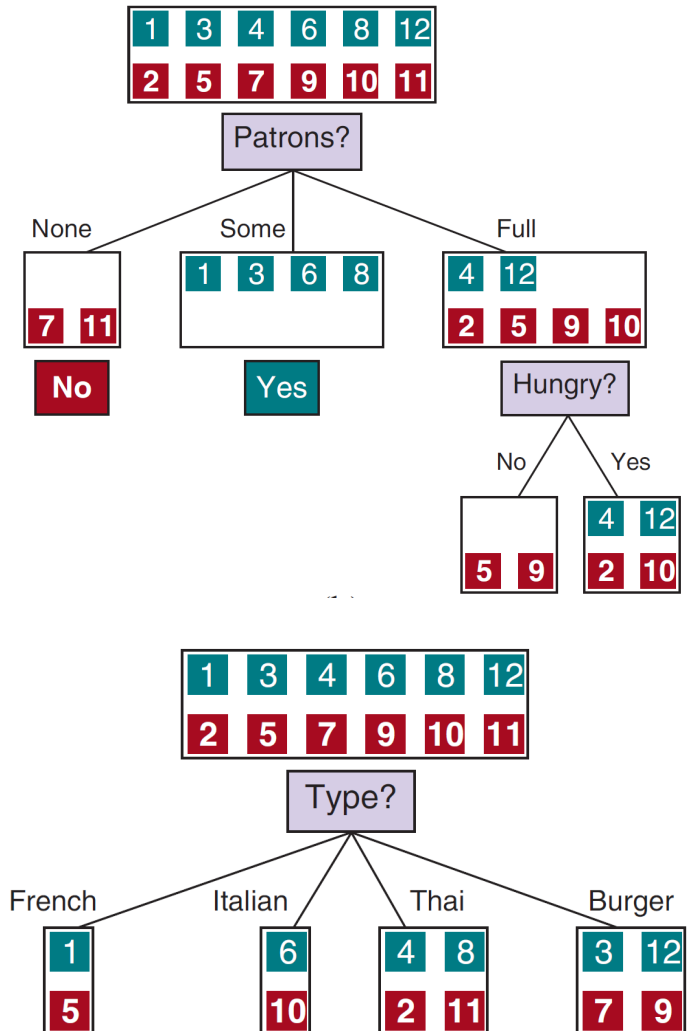 1 3 4 6 8 12
2 5 7 9 10 11
Patrons?
None Some Full
1 3 6 8 4 12
7 11 2 5 9 10
No Yes Hungry?
No Yes
4 12
5 9 2 10
1 3 4 6 8 12
2 5 7 9 10 11
Type?
French Italian Thai Burger
1 6 4 8 3 12
5 10 2 11 7 9